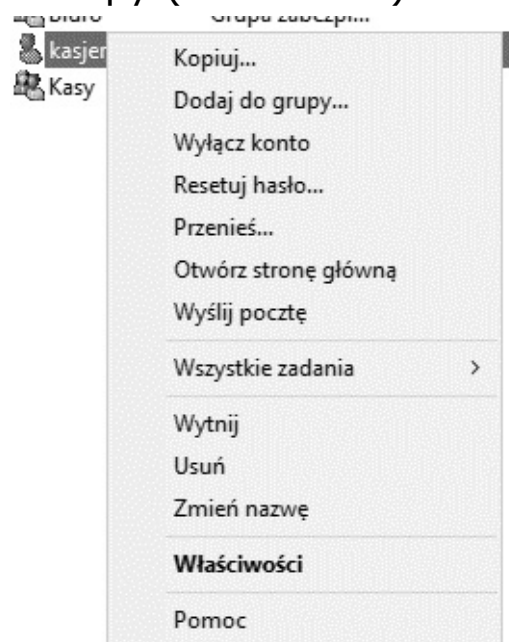 kasjer
Kasy
Kopiuj...
Dodaj do grupy...
Wyłącz konto
Resetuj hasło...
Przenieś...
Otwórz stronę główną
Wyślij pocztę
Wszystkie zadania >
Wytnij
Usuń
Zmień nazwę
Właściwości
Pomoc